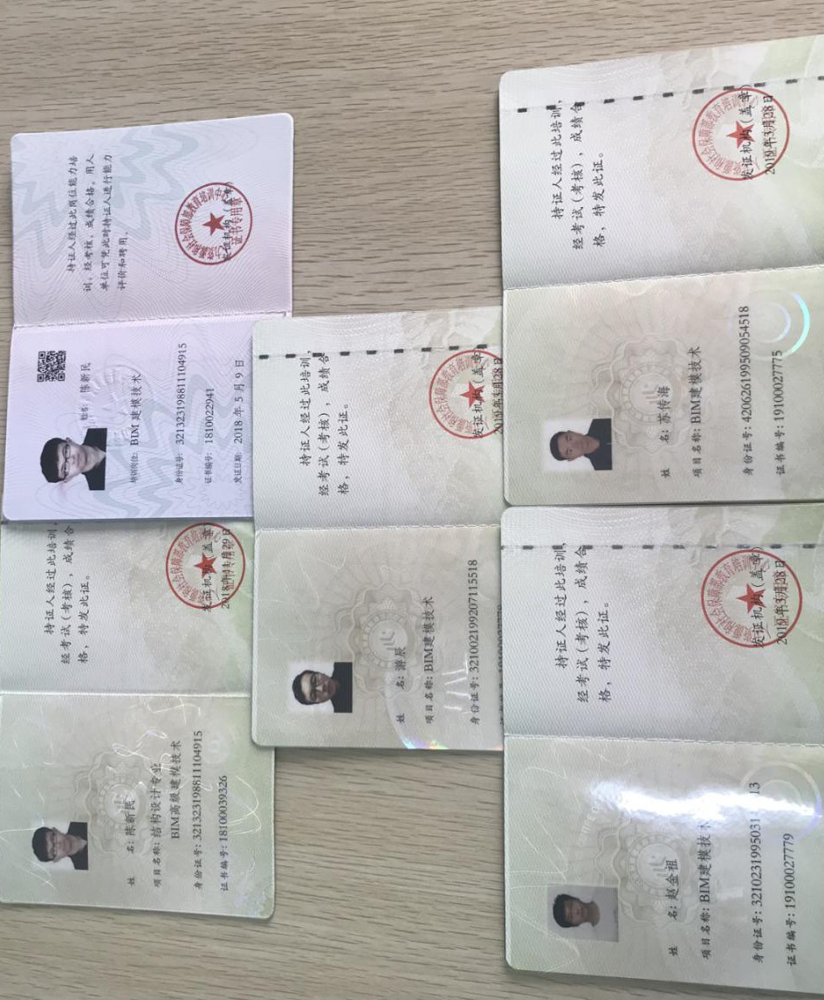 持证人经过此岗位能力培
训，经考核，成绩合格。用人
单位可凭此对持证人进行能力
评价和聘用。
发证机构（盖章）
证书专用章
姓名：陈新民
培训岗位：BIM 建模技术
身份证号：321323198811104915
证书编号：1810022941
发证日期：2018 年 5 月 9 日
持证人经过此培训，
经考试（考核），成绩合
格，特发此证。
发证机构（盖章）
2018年11月29日
姓 名：陈新民
项目名称：结构设计专业
BIM高级建模技术
身份证号：321323198811104915
证书编号：18100039326
持证人经过此培训，
经考试（考核），成绩合
格，特发此证。
发证机构（盖章）
2019年3月28日
姓 名：游辰
项目名称：BIM建模技术
身份证号：321002199207115518
持证人经过此培训，
经考试（考核），成绩合
格，特发此证。
发证机构（盖章）
2019年3月28日
姓 名：苏传海
项目名称：BIM建模技术
身份证号：420626199509054518
证书编号：19100027775
持证人经过此培训，
经考试（考核），成绩合
格，特发此证。
发证机构（盖章）
2019年3月28日
姓 名：赵金祖
项目名称：BIM建模技术
身份证号：3210231995031 13
证书编号：19100027779